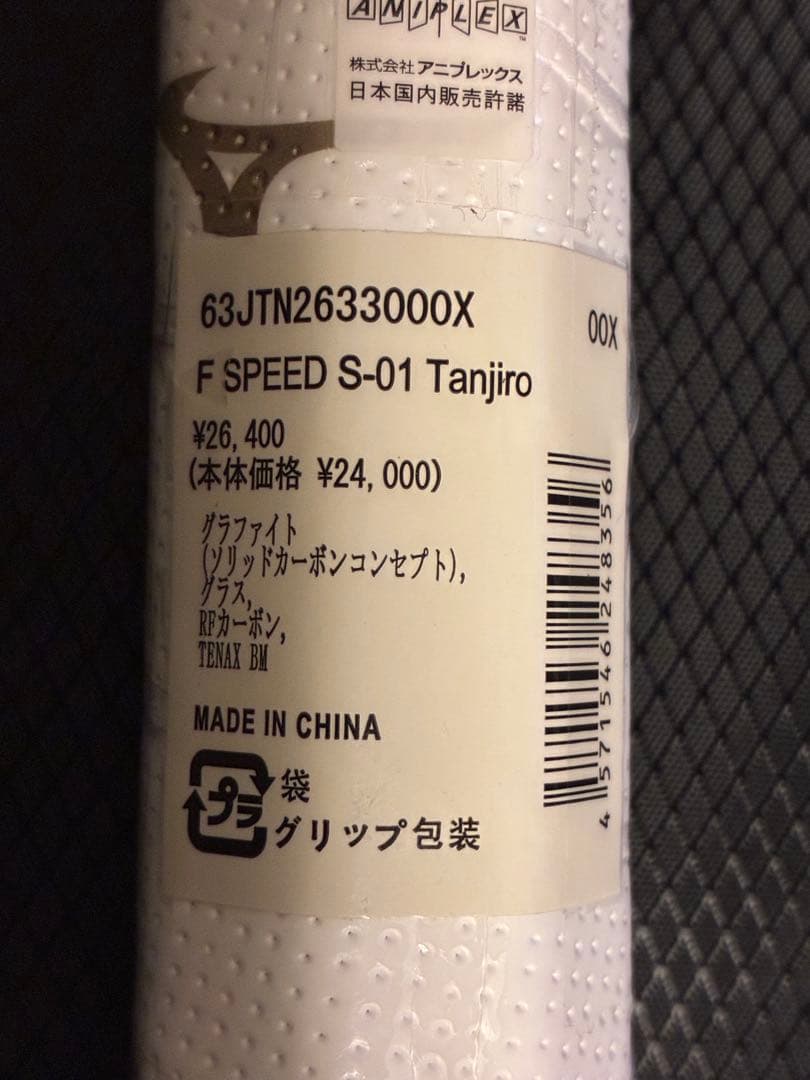 ANIPLEX
TM
株式会社 アニプレックス
日本国内販売許諾
63JTN2633000X
00X
F SPEED S-01 Tanjiro
¥26,400
(本体価格 ¥24,000)
グラファイト
(ソリッドカーボンコンセプト),
グラス,
RFカーボン,
TENAX BM
MADE IN CHINA
プラ
袋
グリップ包装
4571546248356